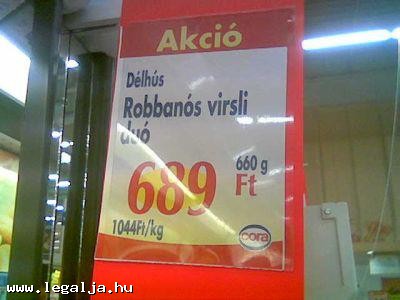 Akció
Délhús
Robbanós virsli
duó
660 g
689 Ft
1044Ft/kg
cora
www.legalja.hu